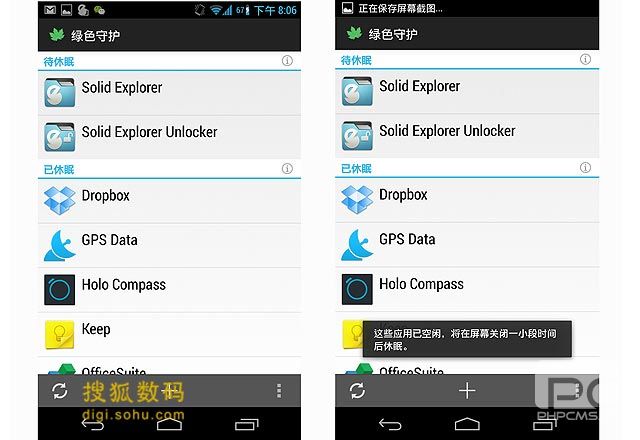 67
下午 8:06
绿色守护
待休眠
Solid Explorer
Solid Explorer Unlocker
已休眠
Dropbox
GPS Data
Holo Compass
Keep
OfficeSuite
搜狐数码
digi.sohu.com
正在保存屏幕截图...
绿色守护
待休眠
Solid Explorer
Solid Explorer Unlocker
已休眠
Dropbox
GPS Data
Holo Compass
这些应用已空闲，将在屏幕关闭一小段时间
后休眠。
OfficeSuite
PHPCMS